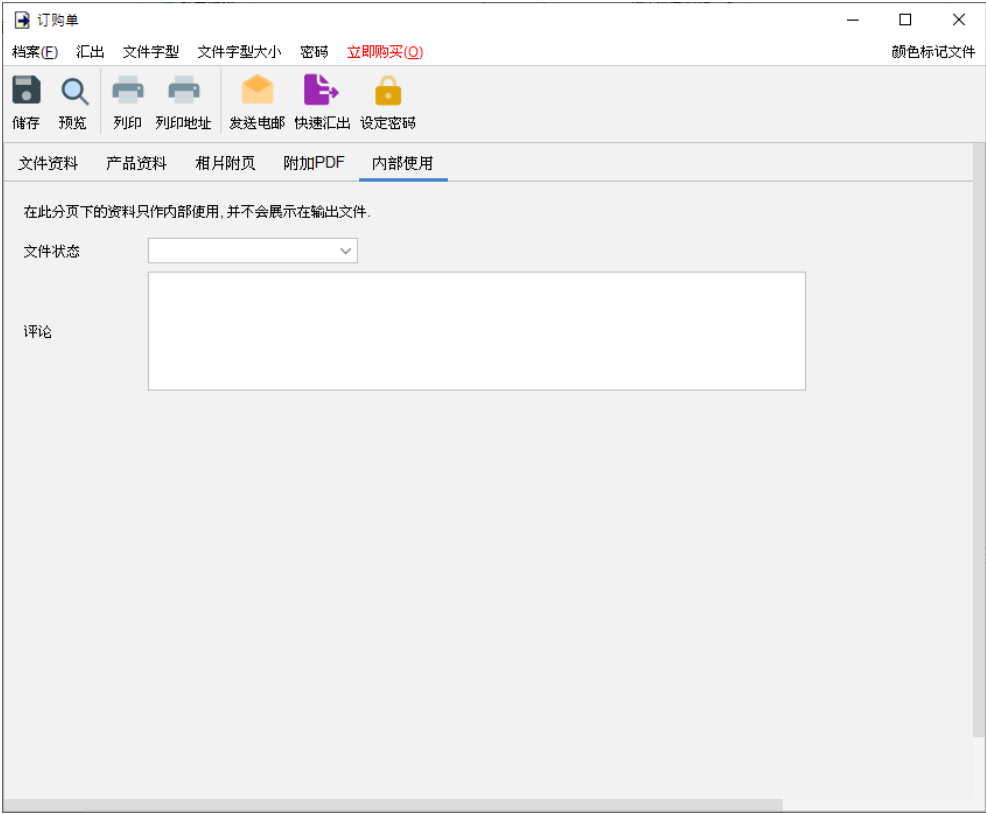 订购单
档案(F) 汇出 文件字型 文件字型大小 密码 立即购买(O) 颜色标记文件
储存 预览 列印 列印地址 发送电邮 快速汇出 设定密码
文件资料 产品资料 相片附页 附加PDF 内部使用
在此分页下的资料只作内部使用, 并不会展示在输出文件.
文件状态
评论